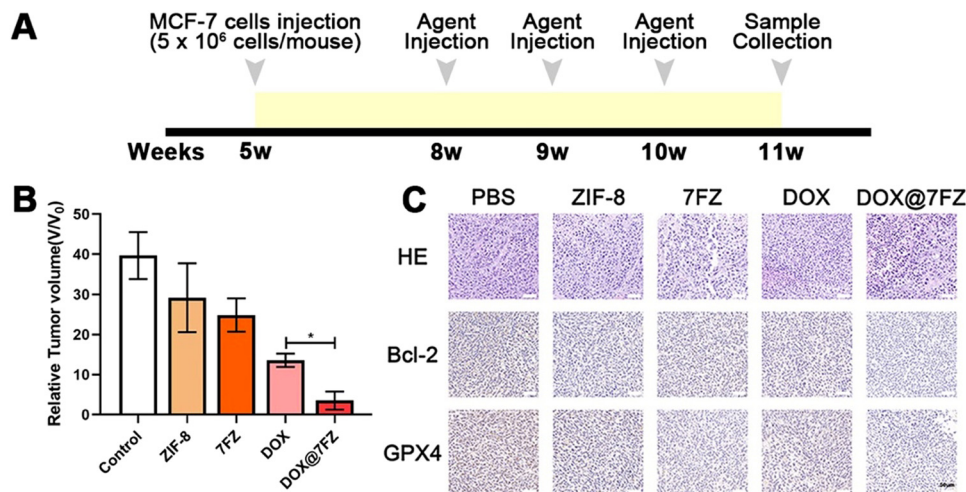 A
MCF-7 cells injection
(5 x 10⁶ cells/mouse)
Agent
Injection
Agent
Injection
Agent
Injection
Sample
Collection
Weeks 5w 8w 9w 10w 11w
B
Relative Tumor volume(V/V₀)
50
40
30
20
10
0
*
Control
ZIF-8
7FZ
DOX
DOX@7FZ
C
PBS ZIF-8 7FZ DOX DOX@7FZ
HE
Bcl-2
GPX4
50μm